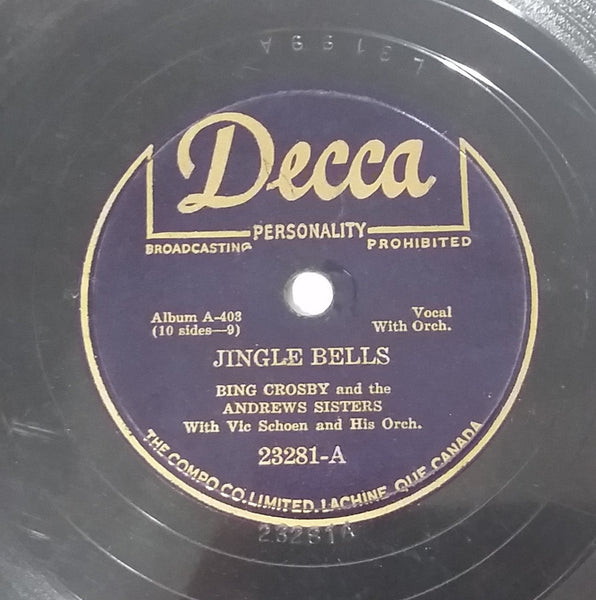 Decca
PERSONALITY
BROADCASTING PROHIBITED
Album A-403
(10 sides—9)
Vocal
With Orch.
JINGLE BELLS
BING CROSBY and the
ANDREWS SISTERS
With Vic Schoen and His Orch.
23281-A
THE COMPO CO. LIMITED. LACHINE QUE. CANADA
23281A